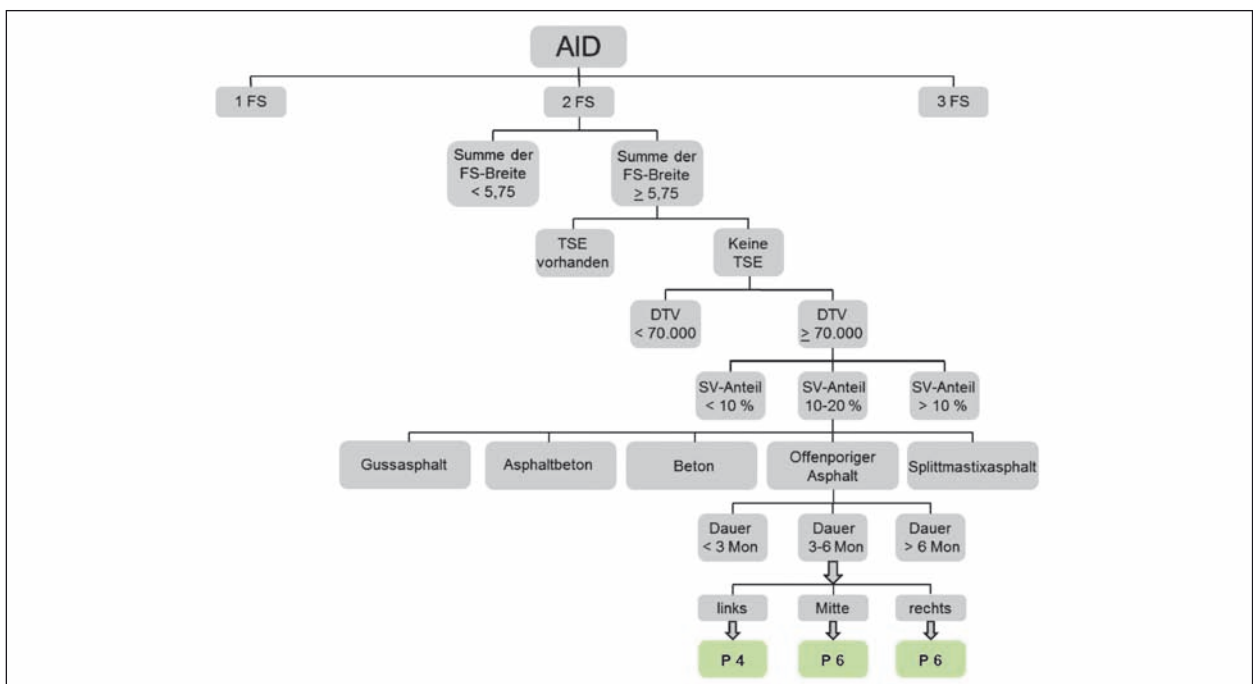 AID
1 FS
2 FS
3 FS
Summe der
FS-Breite
< 5,75
Summe der
FS-Breite
≥ 5,75
TSE
vorhanden
Keine
TSE
DTV
< 70.000
DTV
≥ 70.000
SV-Anteil
< 10 %
SV-Anteil
10-20 %
SV-Anteil
> 10 %
Gussasphalt
Asphaltbeton
Beton
Offenporiger
Asphalt
Splittmastixasphalt
Dauer
< 3 Mon
Dauer
3-6 Mon
Dauer
> 6 Mon
links
Mitte
rechts
P 4
P 6
P 6